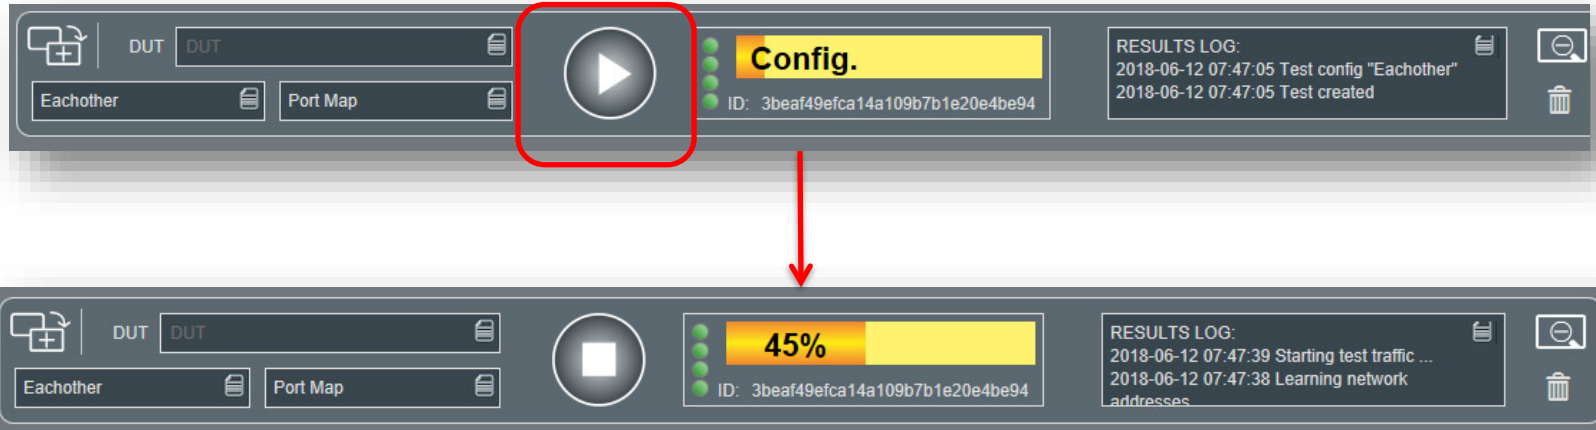 DUT DUT
Eachother Port Map
Config.
ID: 3beaf49efca14a109b7b1e20e4be94
RESULTS LOG:
2018-06-12 07:47:05 Test config "Eachother"
2018-06-12 07:47:05 Test created
DUT DUT
Eachother Port Map
45%
ID: 3beaf49efca14a109b7b1e20e4be94
RESULTS LOG:
2018-06-12 07:47:39 Starting test traffic ...
2018-06-12 07:47:38 Learning network
addresses